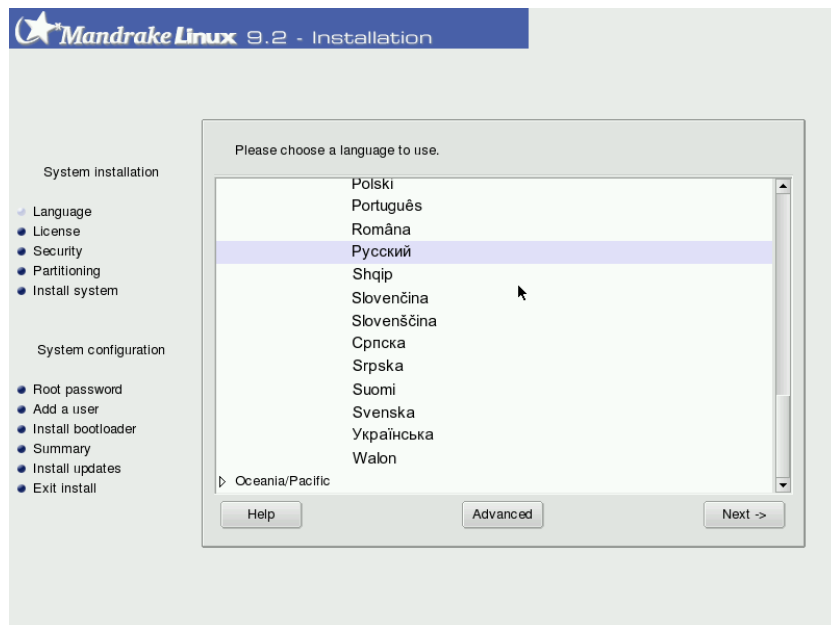 MandrakeLinux 9.2 - Installation
System installation
Language
License
Security
Partitioning
Install system
System configuration
Root password
Add a user
Install bootloader
Summary
Install updates
Exit install
Please choose a language to use.
Polski
Português
Româna
Русский
Shqip
Slovenčina
Slovenščina
Српска
Srpska
Suomi
Svenska
Українська
Walon
Oceania/Pacific
Help
Advanced
Next ->